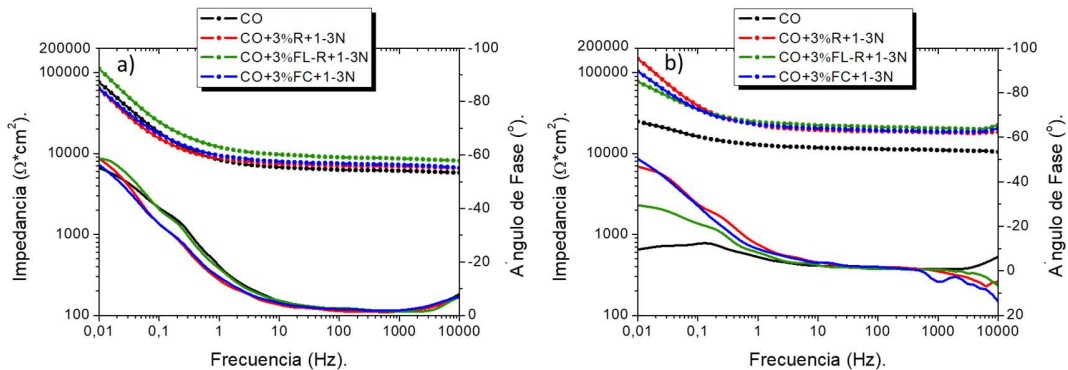 CO
CO+3%R+1-3N
CO+3%FL-R+1-3N
CO+3%FC+1-3N
a)
200000
100000
10000
1000
100
Impedancia (Ω*cm²).
-100
-80
-60
-40
-20
0
A´ngulo de Fase (°).
0,01
0,1
1
10
100
1000
10000
Frecuencia (Hz).
CO
CO+3%R+1-3N
CO+3%FL-R+1-3N
CO+3%FC+1-3N
b)
200000
100000
10000
1000
100
Impedancia (Ω*cm²).
-100
-80
-60
-40
-20
0
20
A´ngulo de Fase (°).
0,01
0,1
1
10
100
1000
10000
Frecuencia (Hz).